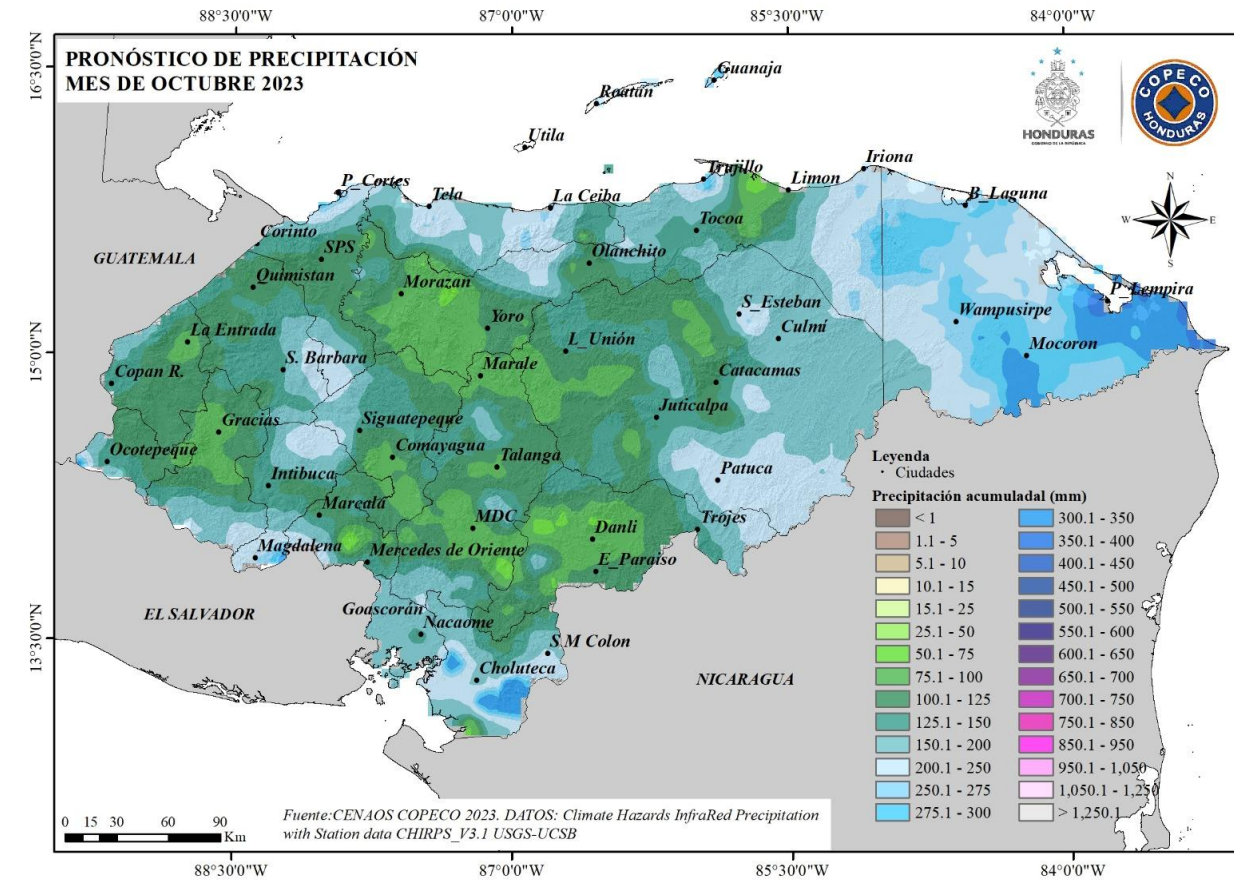 88°30'0"W
87°0'0"W
85°30'0"W
84°0'0"W
PRONÓSTICO DE PRECIPITACIÓN
MES DE OCTUBRE 2023
16°30'0"N
15°0'0"N
13°30'0"N
HONDURAS
GOBIERNO DE LA REPÚBLICA
COPECO
HONDURAS
N
W
E
S
Guanaja
Roatán
Utila
P_Cortes
Tela
La Ceiba
Trujillo
Limon
Iriona
B_Laguna
Corinto
SPS
Tocoa
GUATEMALA
Quimistan
Morazan
Olanchito
P_Lempira
La Entrada
Yoro
S_Esteban
Wampusirpe
S. Barbara
L_Unión
Culmí
Mocoron
Copan R.
Marale
Catacamas
Gracias
Siguatepeque
Juticalpa
Ocotepeque
Comayagua
Talanga
Intibuca
Patuca
Marcala
MDC
Danli
Trojes
Magdalena
Mercedes de Oriente
E_Paraiso
EL SALVADOR
Goascorán
Nacaome
S M Colon
Choluteca
NICARAGUA
Leyenda
Ciudades
Precipitación acumuladal (mm)
< 1
1.1 - 5
5.1 - 10
10.1 - 15
15.1 - 25
25.1 - 50
50.1 - 75
75.1 - 100
100.1 - 125
125.1 - 150
150.1 - 200
200.1 - 250
250.1 - 275
275.1 - 300
300.1 - 350
350.1 - 400
400.1 - 450
450.1 - 500
500.1 - 550
550.1 - 600
600.1 - 650
650.1 - 700
700.1 - 750
750.1 - 850
850.1 - 950
950.1 - 1,050
1,050.1 - 1,250
> 1,250.1
0 15 30 60 90
Km
Fuente:CENAOS COPECO 2023. DATOS: Climate Hazards InfraRed Precipitation
with Station data CHIRPS_V3.1 USGS-UCSB
88°30'0"W
87°0'0"W
85°30'0"W
84°0'0"W